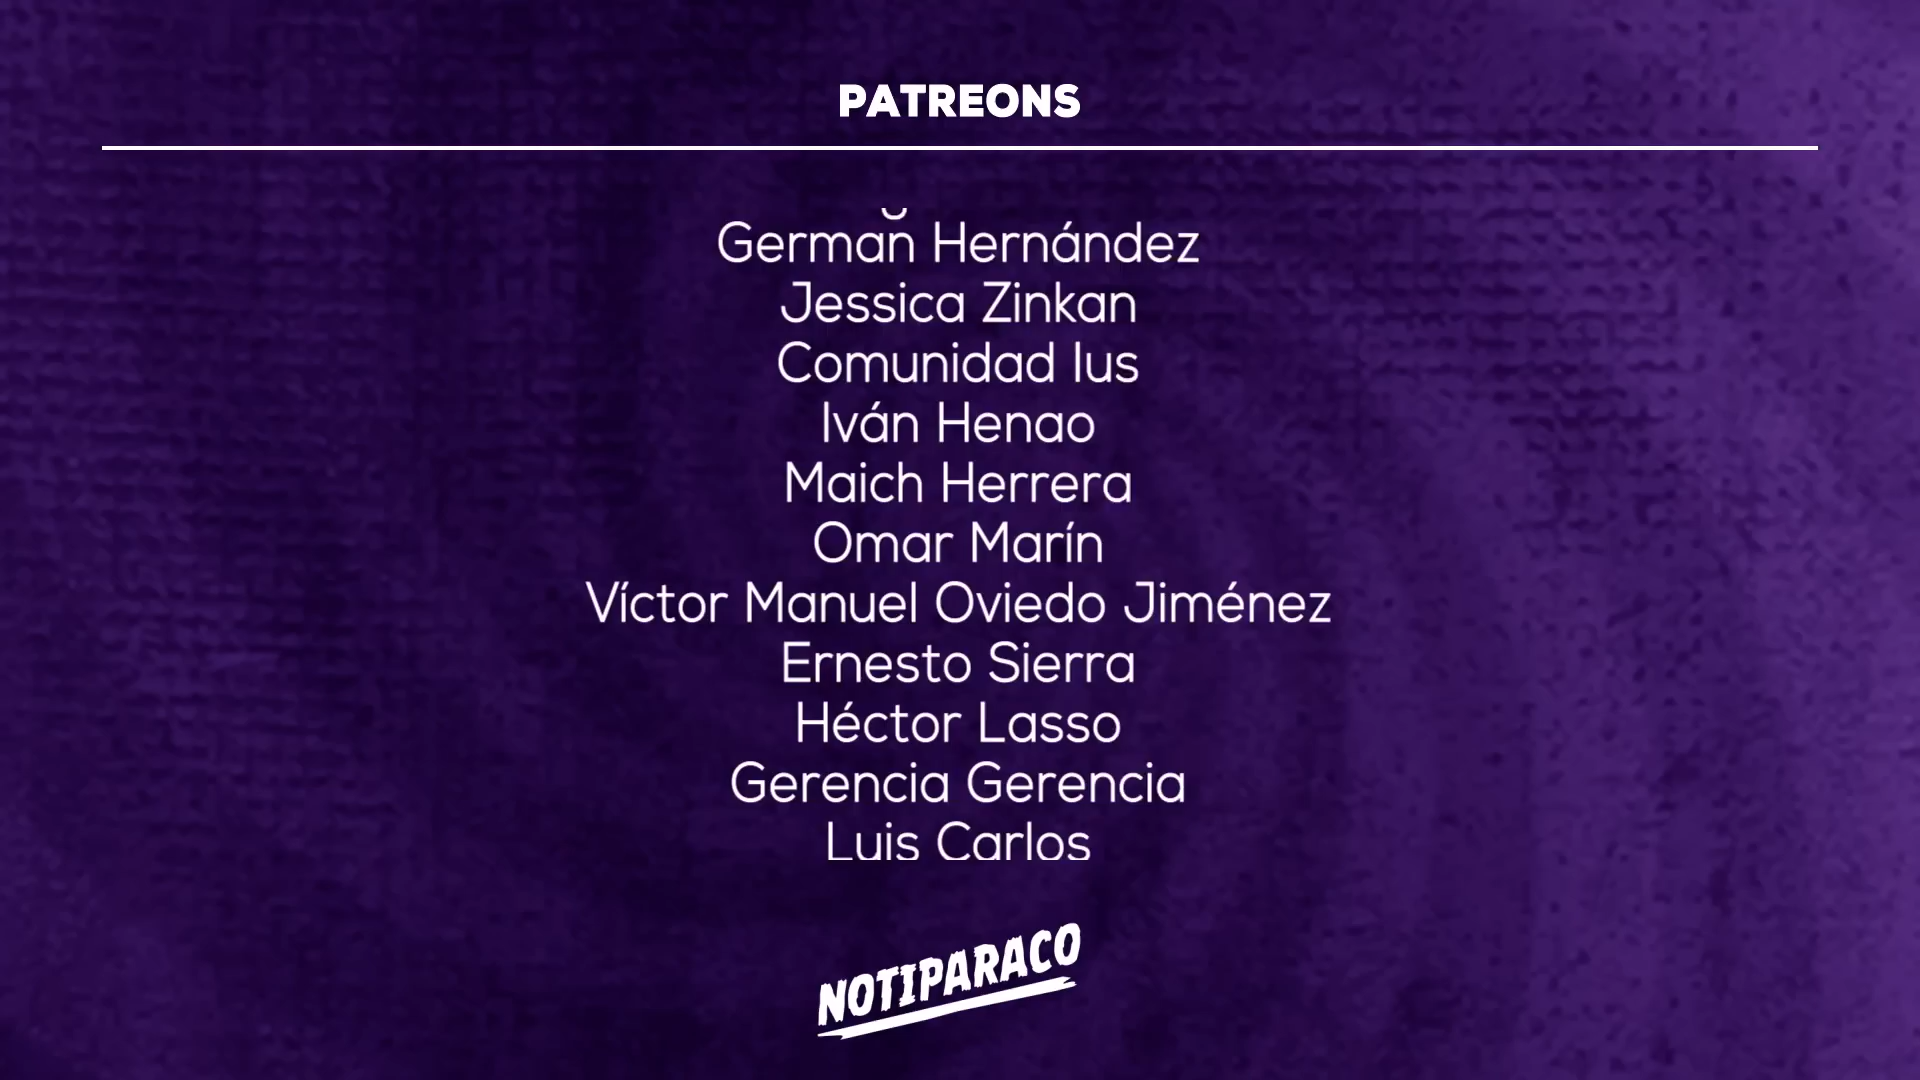 PATREONS
German Hernández
Jessica Zinkan
Comunidad Ius
Iván Henao
Maich Herrera
Omar Marín
Víctor Manuel Oviedo Jiménez
Ernesto Sierra
Héctor Lasso
Gerencia Gerencia
Luis Carlos
NOTIPARACO